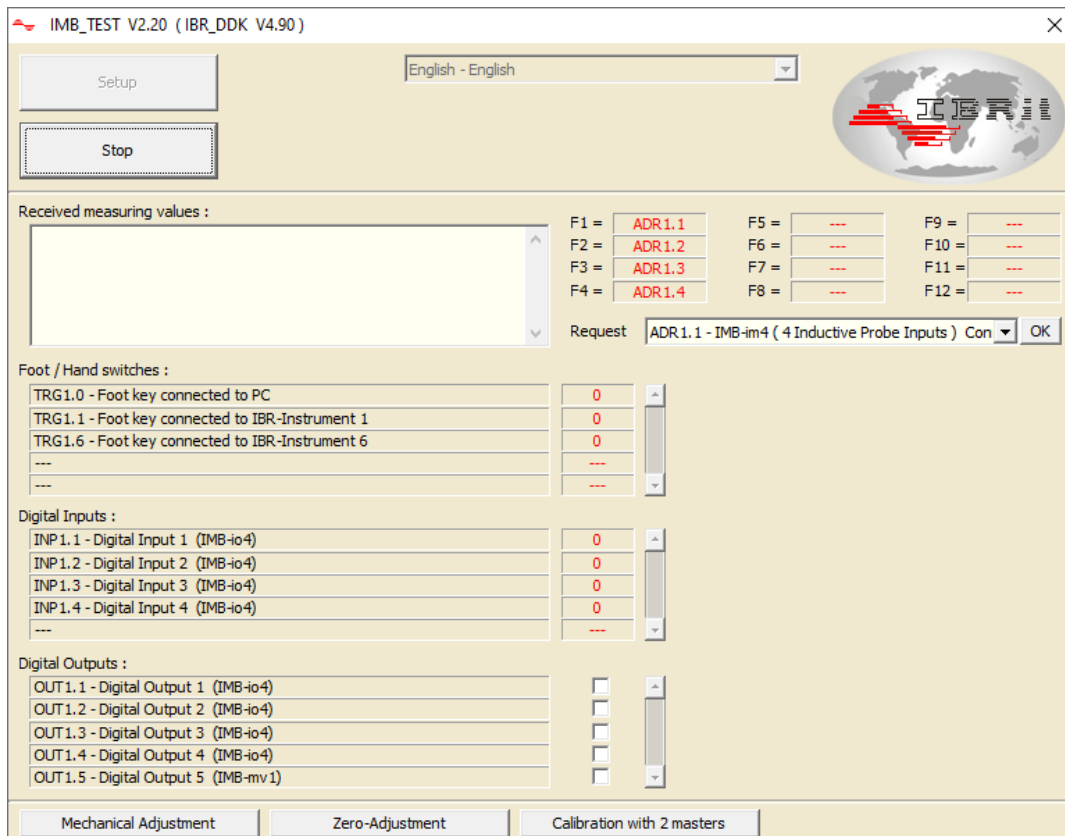 IMB_TEST V2.20 ( IBR_DDK V4.90 )
Setup
English - English
IBRit
Stop
Received measuring values :
F1 = ADR1.1 F5 = --- F9 = ---
F2 = ADR1.2 F6 = --- F10 = ---
F3 = ADR1.3 F7 = --- F11 = ---
F4 = ADR1.4 F8 = --- F12 = ---
Request ADR1.1 - IMB-im4 ( 4 Inductive Probe Inputs ) Con OK
Foot / Hand switches :
TRG1.0 - Foot key connected to PC 0
TRG1.1 - Foot key connected to IBR-Instrument 1 0
TRG1.6 - Foot key connected to IBR-Instrument 6 0
--- ---
--- ---
Digital Inputs :
INP1.1 - Digital Input 1 (IMB-io4) 0
INP1.2 - Digital Input 2 (IMB-io4) 0
INP1.3 - Digital Input 3 (IMB-io4) 0
INP1.4 - Digital Input 4 (IMB-io4) 0
--- ---
Digital Outputs :
OUT1.1 - Digital Output 1 (IMB-io4)
OUT1.2 - Digital Output 2 (IMB-io4)
OUT1.3 - Digital Output 3 (IMB-io4)
OUT1.4 - Digital Output 4 (IMB-io4)
OUT1.5 - Digital Output 5 (IMB-mv1)
Mechanical Adjustment Zero-Adjustment Calibration with 2 masters